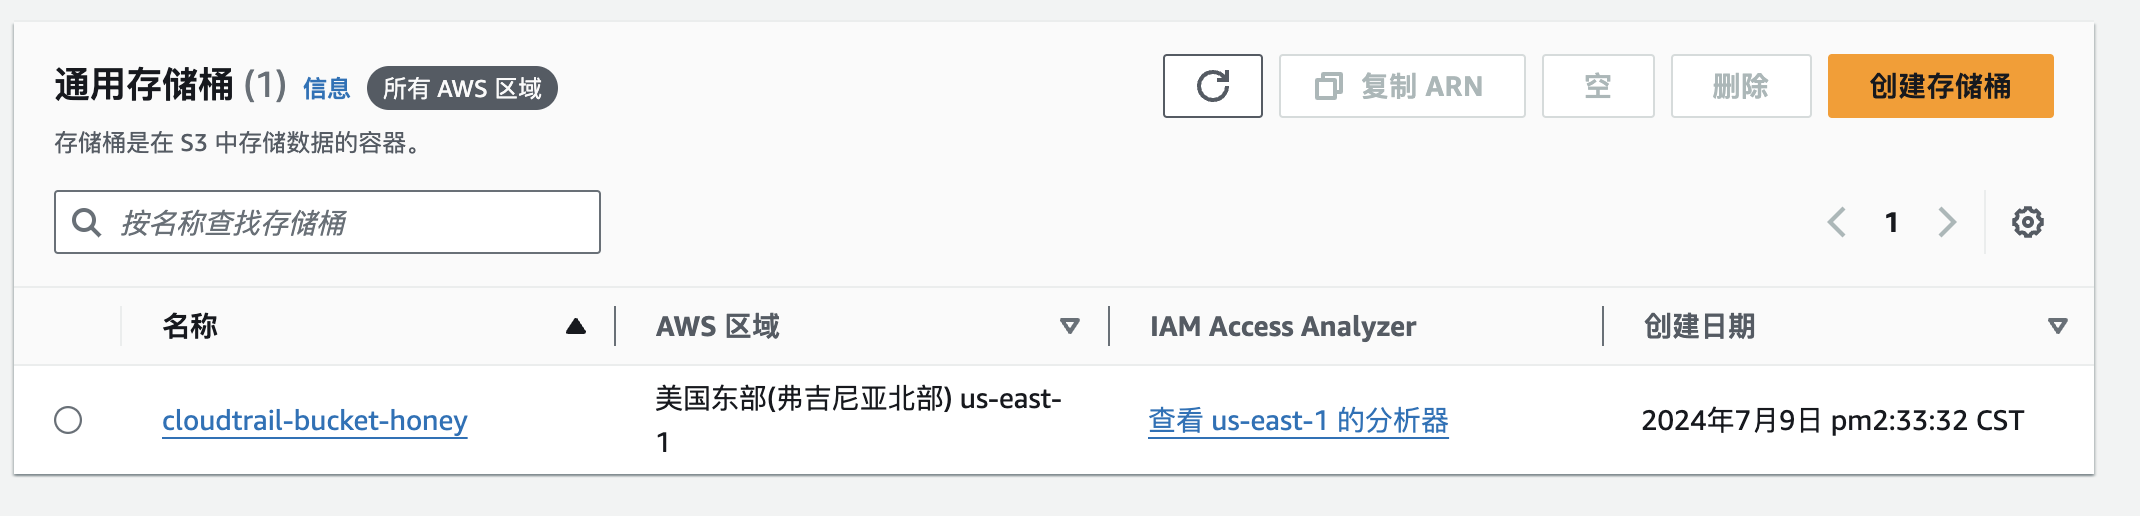 通用存储桶 (1) 信息 所有 AWS 区域
复制 ARN 空 删除 创建存储桶
存储桶是在 S3 中存储数据的容器。
按名称查找存储桶
1
名称 AWS 区域 IAM Access Analyzer 创建日期
cloudtrail-bucket-honey 美国东部(弗吉尼亚北部) us-east-
1 查看 us-east-1 的分析器 2024年7月9日 pm2:33:32 CST